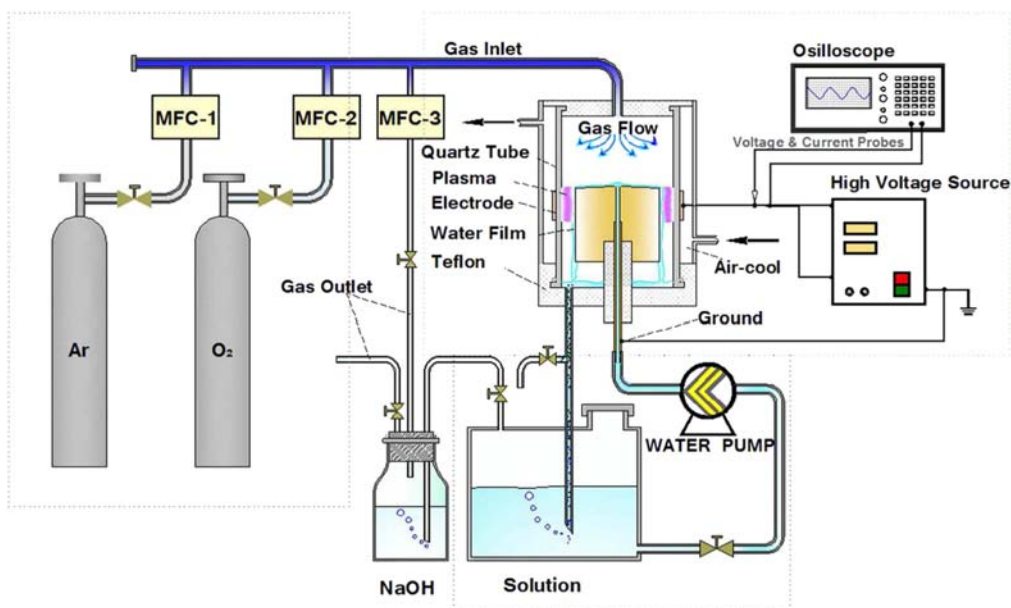 Gas Inlet
Osilloscope
MFC-1
MFC-2
MFC-3
Gas Flow
Voltage & Current Probes
Quartz Tube
Plasma
High Voltage Source
Electrode
Water Film
Teflon
Air-cool
Gas Outlet
Ground
Ar
O₂
WATER PUMP
NaOH
Solution